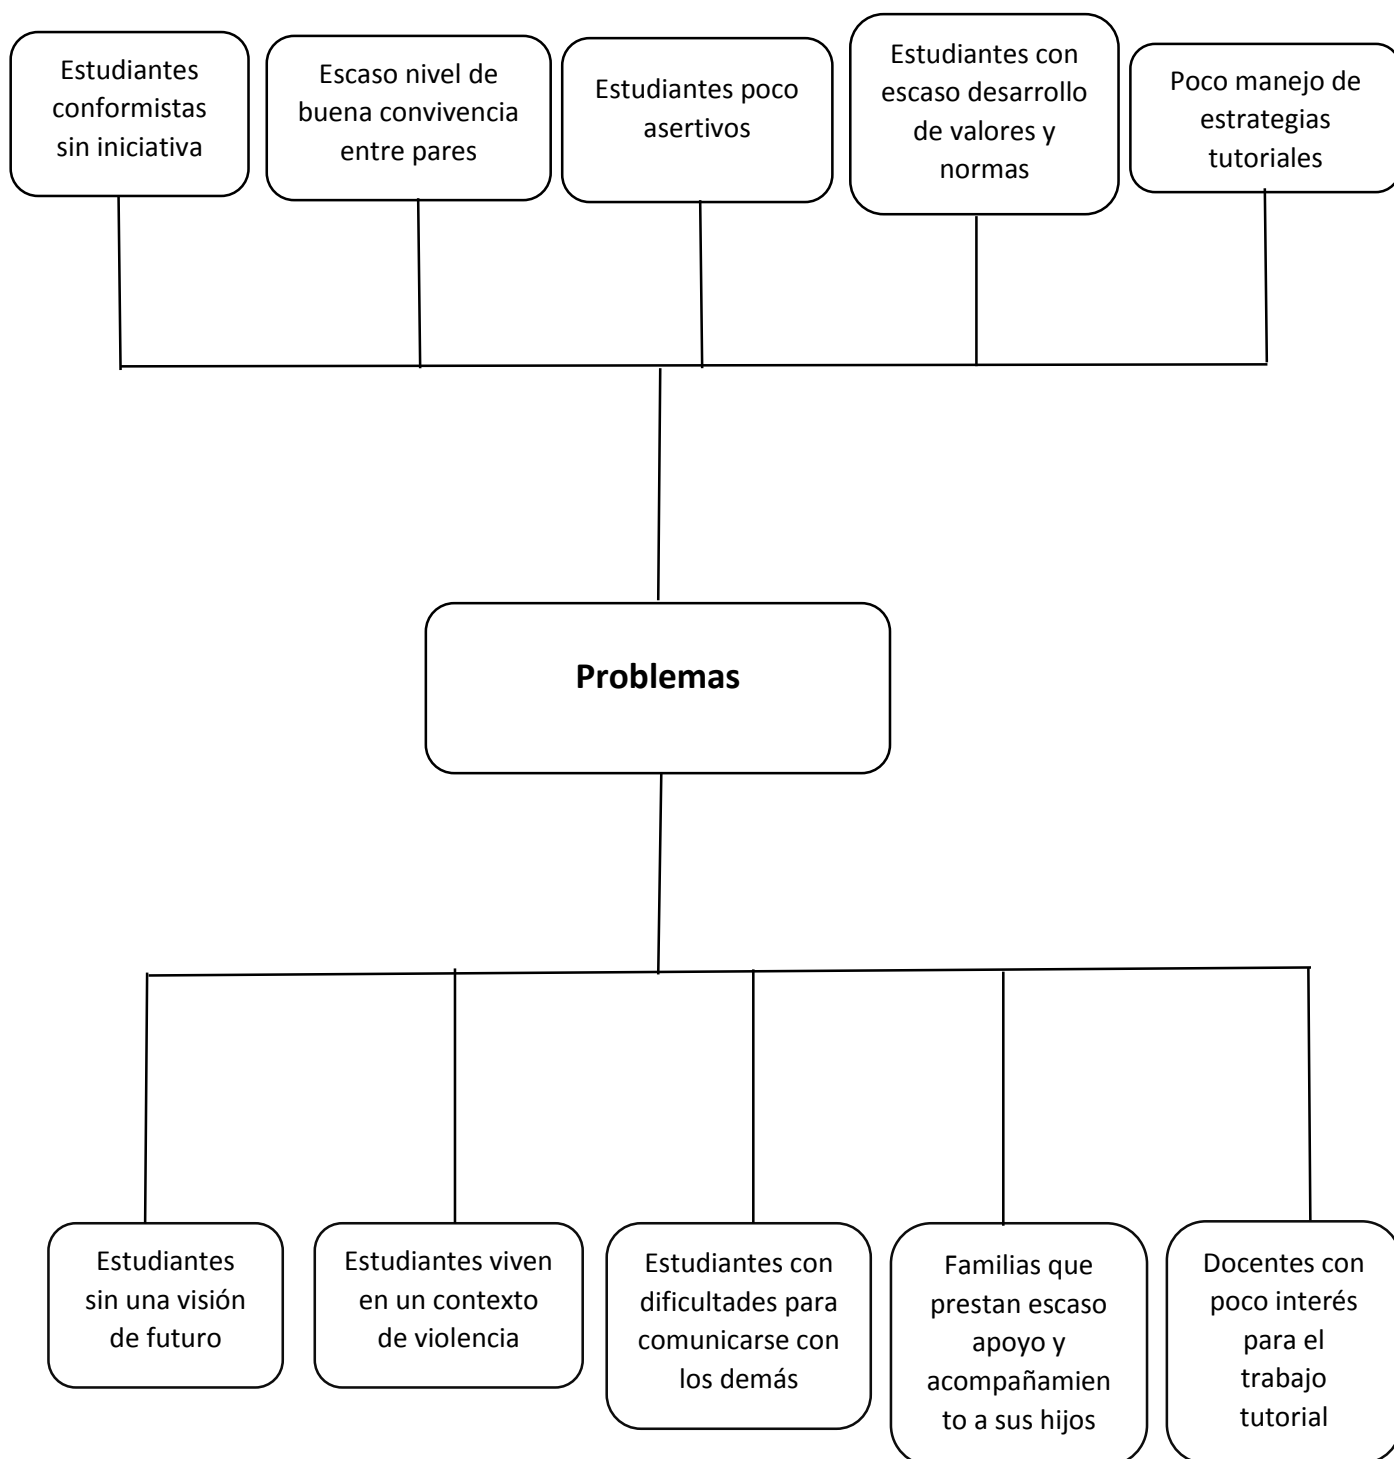 Estudiantes
conformistas
sin iniciativa
Escaso nivel de
buena convivencia
entre pares
Estudiantes poco
asertivos
Estudiantes con
escaso desarrollo
de valores y
normas
Poco manejo de
estrategias
tutoriales
Problemas
Estudiantes
sin una visión
de futuro
Estudiantes viven
en un contexto
de violencia
Estudiantes con
dificultades para
comunicarse con
los demás
Familias que
prestan escaso
apoyo y
acompañamien
to a sus hijos
Docentes con
poco interés
para el
trabajo
tutorial